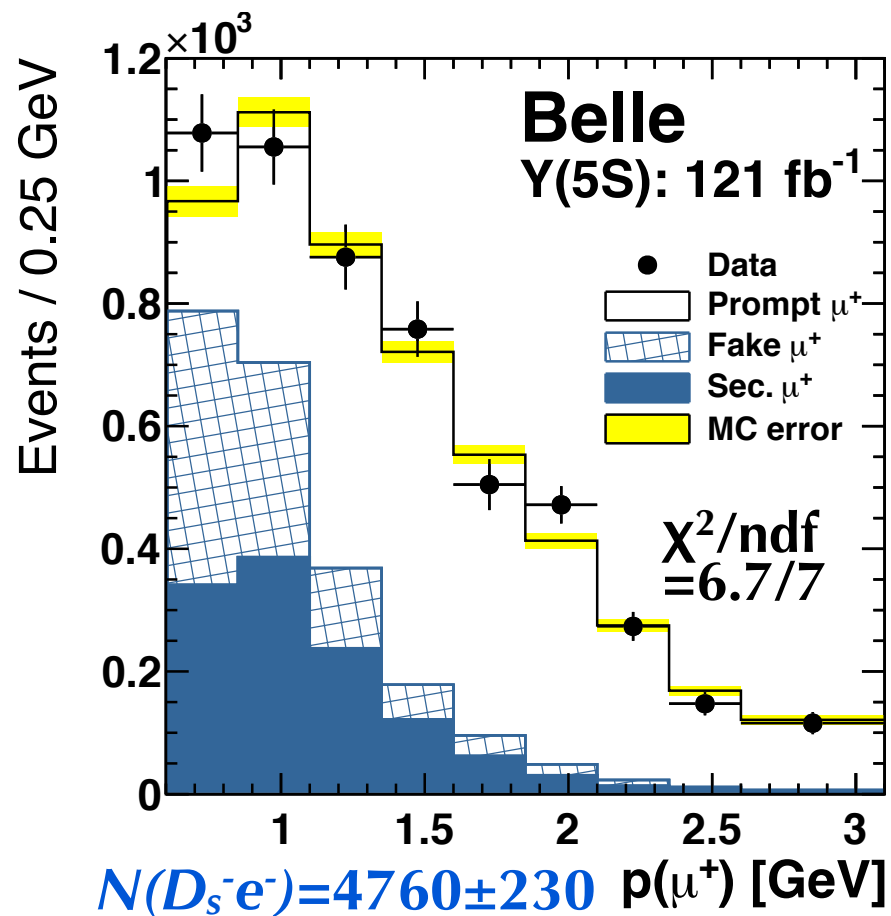 ×10³
1.2
1
0.8
0.6
0.4
0.2
0
Events / 0.25 GeV
Belle
Υ(5S): 121 fb⁻¹
Data
Prompt μ⁺
Fake μ⁺
Sec. μ⁺
MC error
χ²/ndf
=6.7/7
1 1.5 2 2.5 3
N(Dₛ⁻e⁻)=4760±230 p(μ⁺) [GeV]